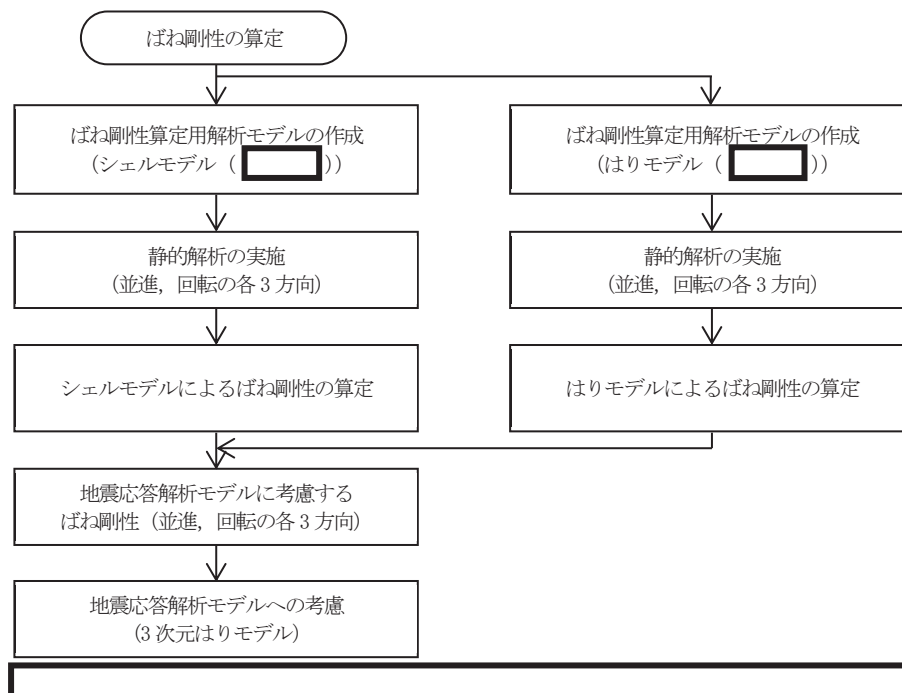 ばね剛性の算定
ばね剛性算定用解析モデルの作成
(シェルモデル ( ))
ばね剛性算定用解析モデルの作成
(はりモデル ( ))
静的解析の実施
(並進，回転の各 3 方向)
静的解析の実施
(並進，回転の各 3 方向)
シェルモデルによるばね剛性の算定
はりモデルによるばね剛性の算定
地震応答解析モデルに考慮する
ばね剛性 (並進，回転の各 3 方向)
地震応答解析モデルへの考慮
(3 次元はりモデル)